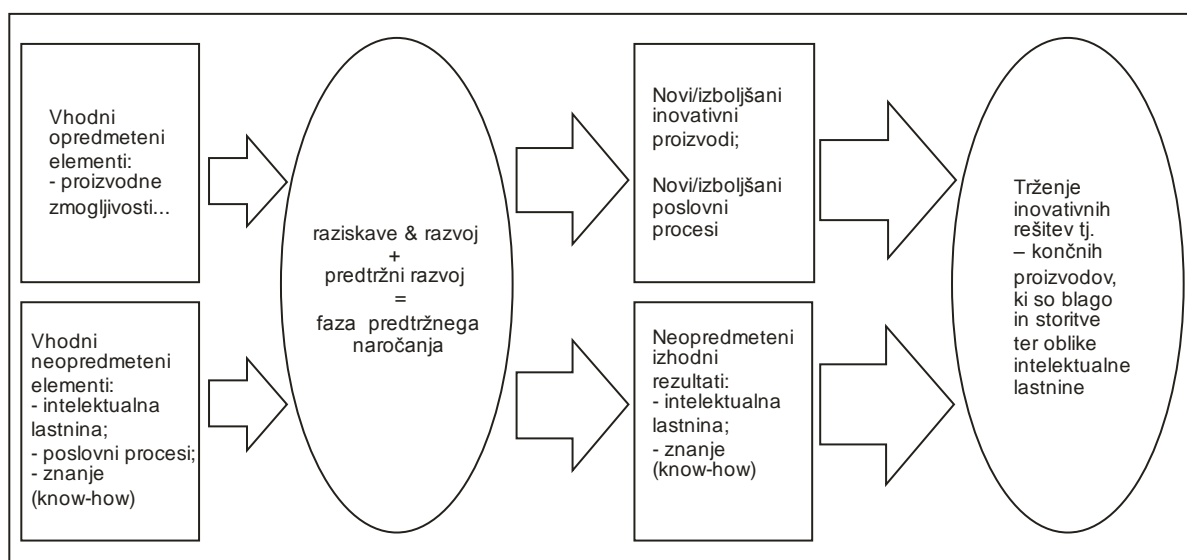 Vhodni
opredmeteni
elementi:
- proizvodne
zmogljivosti...
Vhodni
neopredmeteni
elementi:
- intelektualna
lastnina;
- poslovni procesi;
- znanje
(know-how)
raziskave & razvoj
+
predtržni razvoj
=
faza predtržnega
naročanja
Novi/izboljšani
inovativni
proizvodi;
Novi/izboljšani
poslovni
procesi
Neopredmeteni
izhodni
rezultati:
- intelektualna
lastnina;
- znanje
(know-how)
Trženje
inovativnih
rešitev tj.
– končnih
proizvodov,
ki so blago
in storitve
ter oblike
intelektualne
lastnine